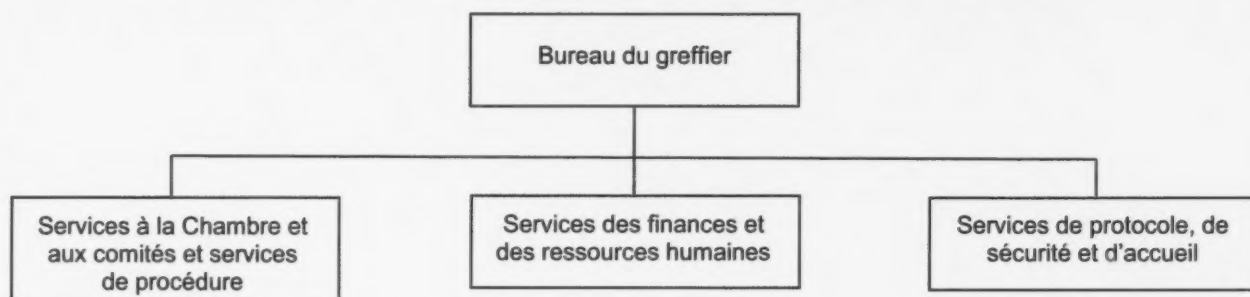 Bureau du greffier
Services à la Chambre et
aux comités et services
de procédure
Services des finances et
des ressources humaines
Services de protocole, de
sécurité et d'accueil